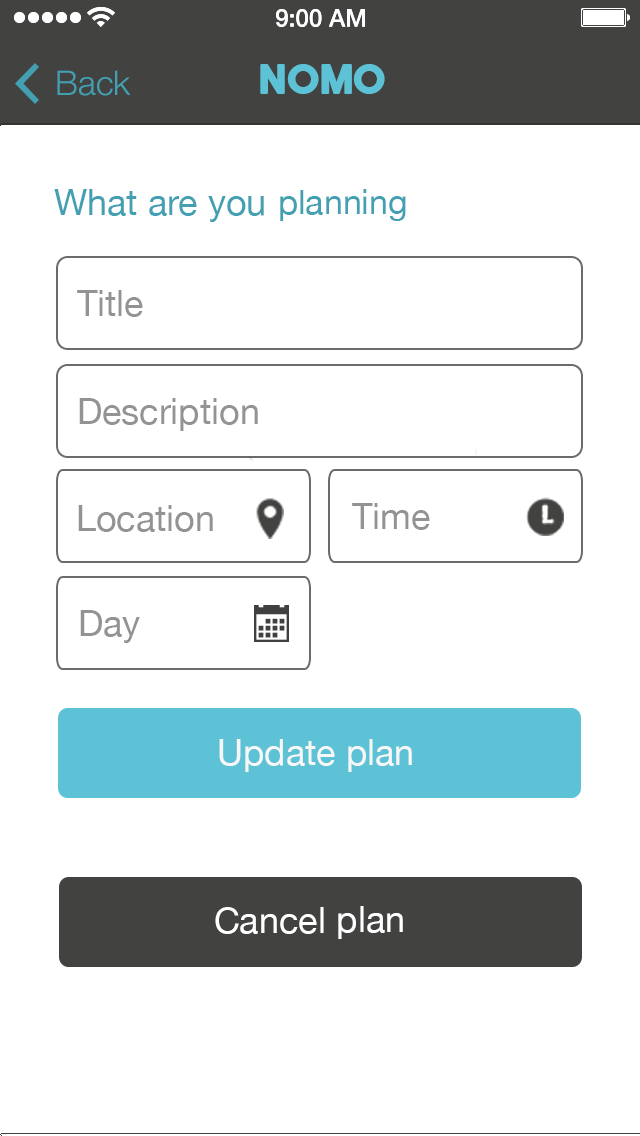 9:00 AM
Back
NOMO
What are you planning
Title
Description
Location
Time
Day
Update plan
Cancel plan